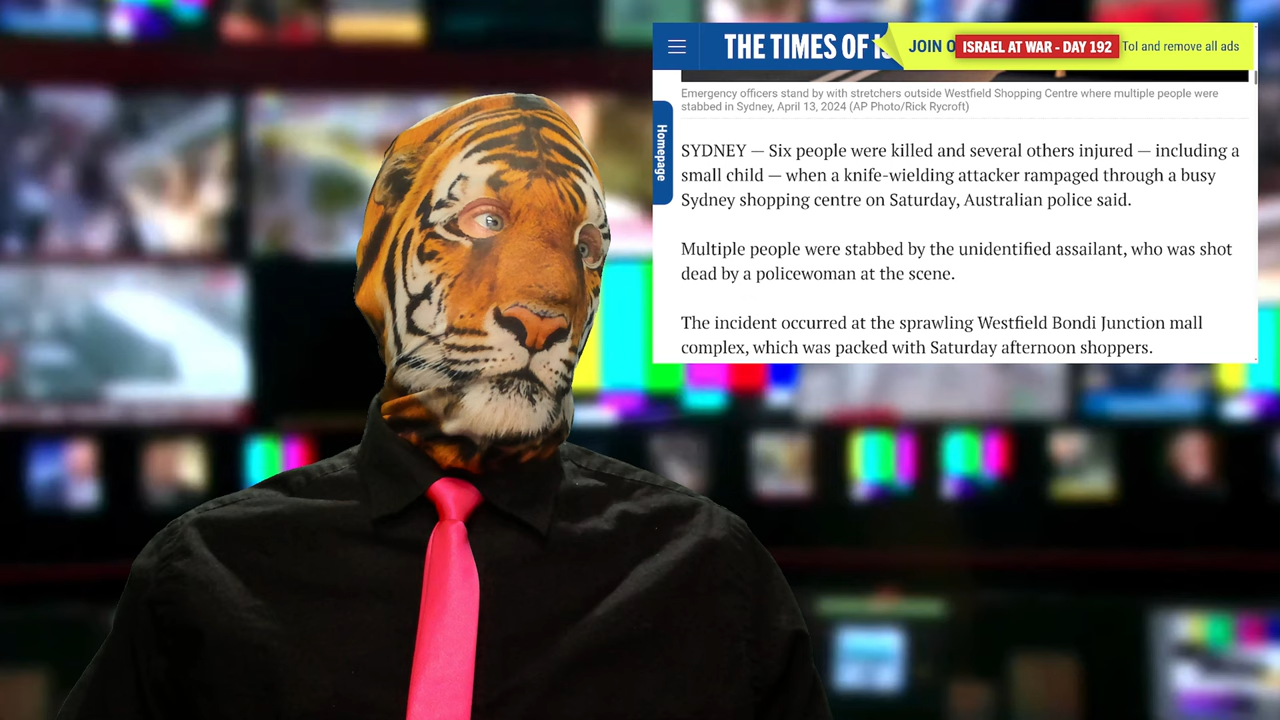 THE TIMES OF
JOIN
ISRAEL AT WAR - DAY 192
ToI and remove all ads
Emergency officers stand by with stretchers outside Westfield Shopping Centre where multiple people were
stabbed in Sydney, April 13, 2024 (AP Photo/Rick Rycroft)
Homepage
SYDNEY — Six people were killed and several others injured — including a
small child — when a knife-wielding attacker rampaged through a busy
Sydney shopping centre on Saturday, Australian police said.
Multiple people were stabbed by the unidentified assailant, who was shot
dead by a policewoman at the scene.
The incident occurred at the sprawling Westfield Bondi Junction mall
complex, which was packed with Saturday afternoon shoppers.